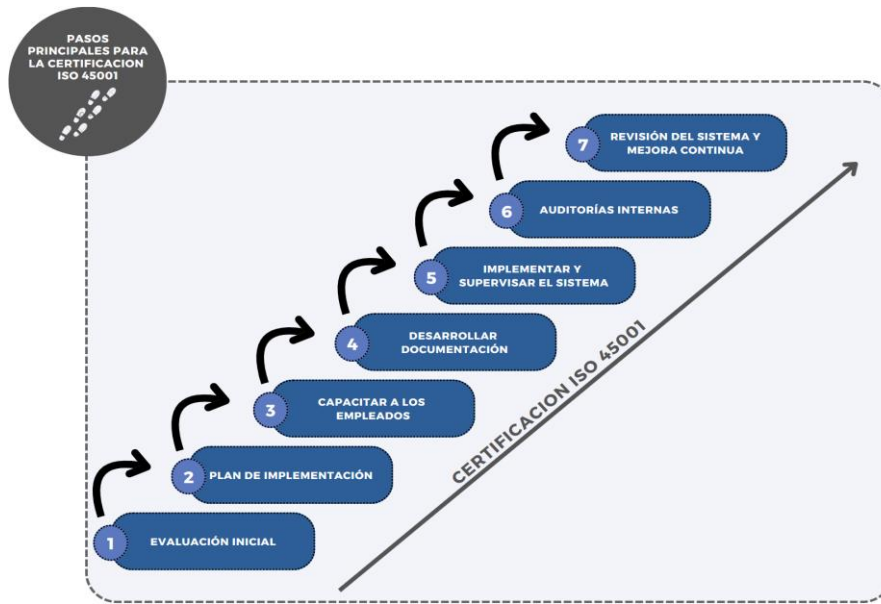 PASOS
PRINCIPALES PARA
LA CERTIFICACION
ISO 45001
7
REVISIÓN DEL SISTEMA Y
MEJORA CONTINUA
6
AUDITORÍAS INTERNAS
5
IMPLEMENTAR Y
SUPERVISAR EL SISTEMA
4
DESARROLLAR
DOCUMENTACIÓN
3
CAPACITAR A LOS
EMPLEADOS
2
PLAN DE IMPLEMENTACIÓN
1
EVALUACIÓN INICIAL
CERTIFICACION ISO 45001